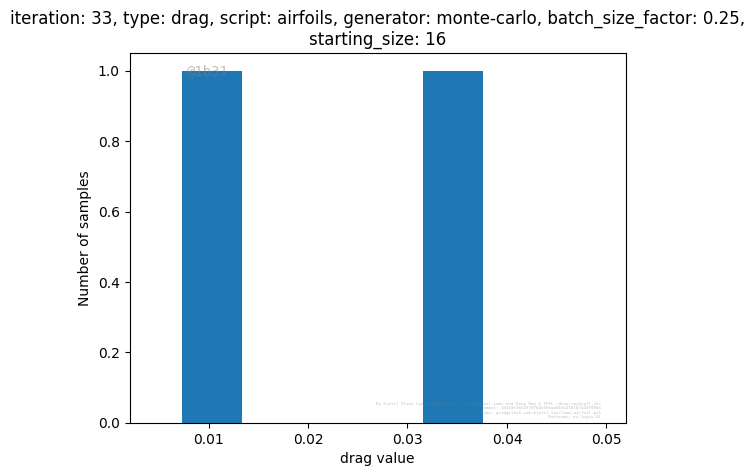 iteration: 33, type: drag, script: airfoils, generator: monte-carlo, batch_size_factor: 0.25,
starting_size: 16
@1b31
1.0
0.8
0.6
0.4
0.2
0.0
Number of samples
0.01
0.02
0.03
0.04
0.05
drag value